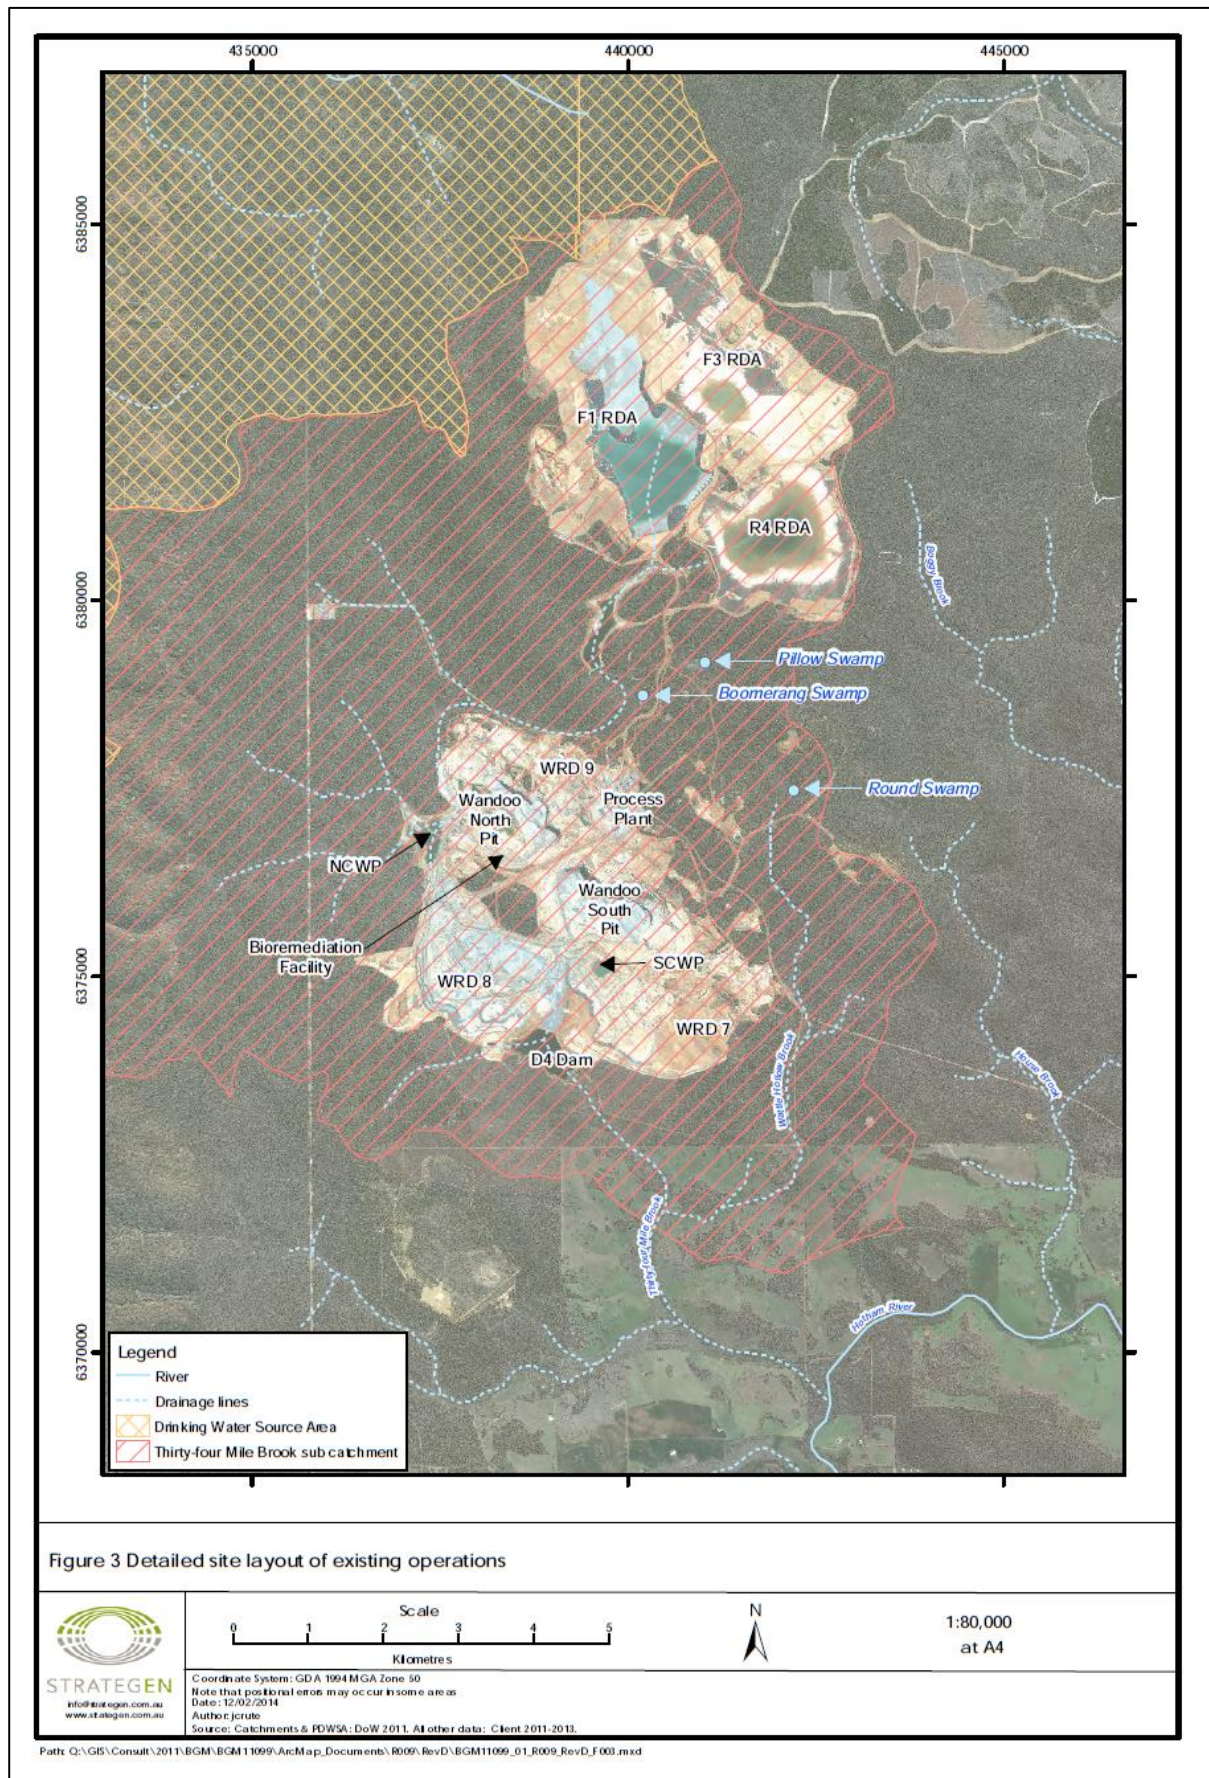 435000
440000
445000
6385000
6380000
6375000
6370000
F3 RDA
F1 RDA
R4 RDA
Boggy Brook
Pillow Swamp
Boomerang Swamp
WRD 9
Round Swamp
Wandoo
North
Pit
Process
Plant
NCWP
Wandoo
South
Pit
Bioremediation
Facility
SCWP
WRD 8
WRD 7
D4 Dam
Wattle Hollow Brook
House Brook
Thirty-four Mile Brook
Hotham River
Legend
River
Drainage lines
Drinking Water Source Area
Thirty-four Mile Brook sub catchment
Figure 3 Detailed site layout of existing operations
STRATEGEN
info@strategen.com.au
www.strategen.com.au
Scale
0 1 2 3 4 5
Kilometres
N
1:80,000
at A4
Coordinate System: GDA 1994 MGA Zone 50
Note that positional errors may occur in some areas
Date: 12/02/2014
Author: jcrute
Source: Catchments & PDWSA: DoW 2011. All other data: Client 2011-2013.
Path: Q:\GIS\Consult\2011\BGM\BGM11099\ArcMap_Documents\R009\RevD\BGM11099_01_R009_RevD_F003.mxd